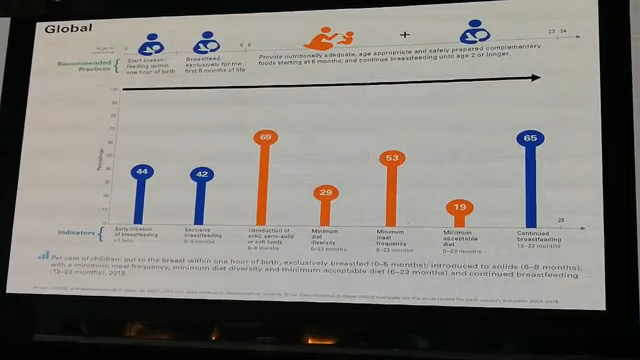 Global
Age in months
Recommended Practices
Start breast-feeding within one hour of birth
Breastfeed exclusively for the first 6 months of life
+
Provide nutritionally adequate, age appropriate and safely prepared complementary
foods starting at 6 months; and continue breastfeeding until age 2 or longer.
23 24
Percentage
44
42
69
29
53
19
65
Indicators
Early initiation of breastfeeding <1 hour
Exclusive breastfeeding 0-5 months
Introduction of solid, semi-solid or soft foods 6-8 months
Minimum diet diversity 6-23 months
Minimum meal frequency 6-23 months
Minimum acceptable diet 6-23 months
Continued breastfeeding 12-23 months
23
Per cent of children: put to the breast within one hour of birth, exclusively breastfed (0-5 months); introduced to solids (6-8 months),
with a minimum meal frequency, minimum diet diversity and minimum acceptable diet (6-23 months) and continued breastfeeding
(12-23 months), 2018.